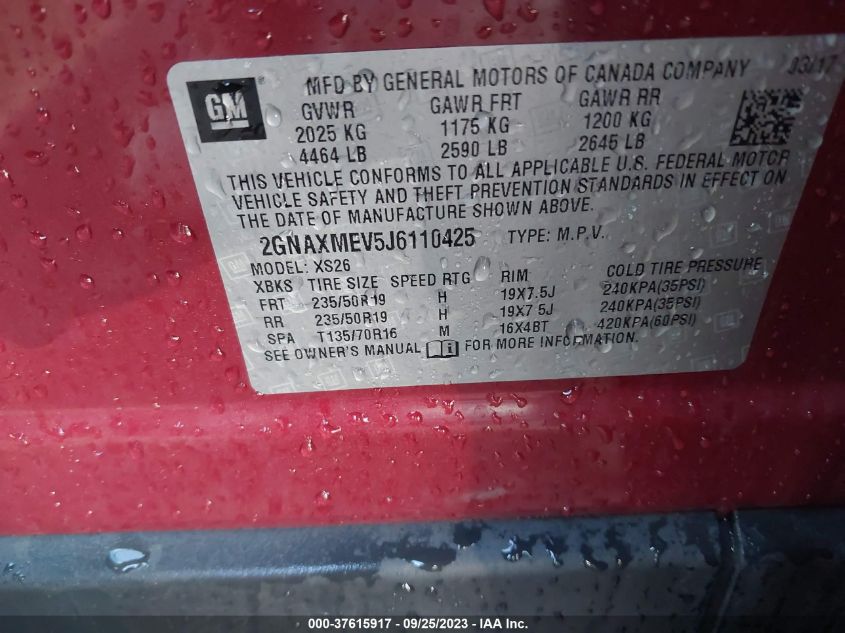 GM
MFD BY GENERAL MOTORS OF CANADA COMPANY 03/17
GVWR GAWR FRT GAWR RR
2025 KG 1175 KG 1200 KG
4464 LB 2590 LB 2645 LB
THIS VEHICLE CONFORMS TO ALL APPLICABLE U.S. FEDERAL MOTOR
VEHICLE SAFETY AND THEFT PREVENTION STANDARDS IN EFFECT ON
THE DATE OF MANUFACTURE SHOWN ABOVE.
2GNAXMEV5J6110425 TYPE: M.P.V.
MODEL: XS26
XBKS TIRE SIZE SPEED RTG RIM COLD TIRE PRESSURE
FRT 235/50R19 H 19X7.5J 240KPA(35PSI)
RR 235/50R19 H 19X7.5J 240KPA(35PSI)
SPA T135/70R16 M 16X4BT 420KPA(60PSI)
SEE OWNER'S MANUAL FOR MORE INFORMATION.
000-37615917 - 09/25/2023 - IAA Inc.